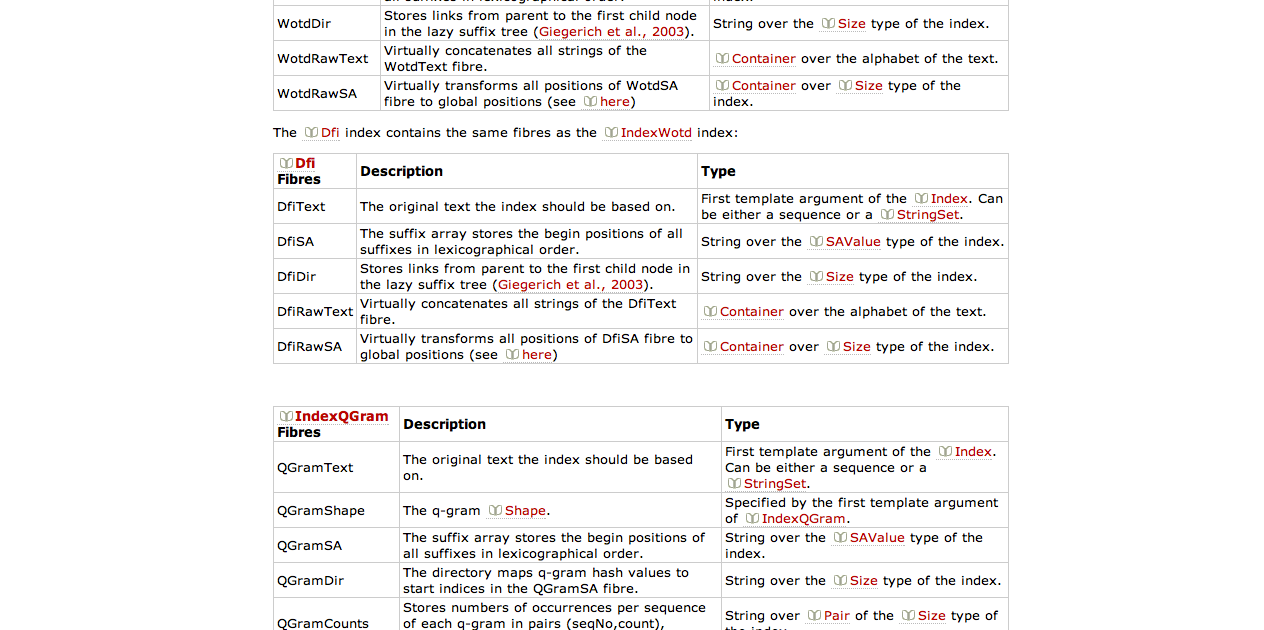 WotdDir
Stores links from parent to the first child node
in the lazy suffix tree (Giegerich et al., 2003).
String over the Size type of the index.
WotdRawText
Virtually concatenates all strings of the
WotdText fibre.
Container over the alphabet of the text.
WotdRawSA
Virtually transforms all positions of WotdSA
fibre to global positions (see here)
Container over Size type of the
index.
The Dfi index contains the same fibres as the IndexWotd index:
Dfi
Fibres
Description
Type
DfiText
The original text the index should be based on.
First template argument of the Index. Can
be either a sequence or a StringSet.
DfiSA
The suffix array stores the begin positions of all
suffixes in lexicographical order.
String over the SAValue type of the index.
DfiDir
Stores links from parent to the first child node in
the lazy suffix tree (Giegerich et al., 2003).
String over the Size type of the index.
DfiRawText
Virtually concatenates all strings of the DfiText
fibre.
Container over the alphabet of the text.
DfiRawSA
Virtually transforms all positions of DfiSA fibre to
global positions (see here)
Container over Size type of the index.
IndexQGram
Fibres
Description
Type
QGramText
The original text the index should be based
on.
First template argument of the Index.
Can be either a sequence or a
StringSet.
QGramShape
The q-gram Shape.
Specified by the first template argument
of IndexQGram.
QGramSA
The suffix array stores the begin positions of
all suffixes in lexicographical order.
String over the SAValue type of the
index.
QGramDir
The directory maps q-gram hash values to
start indices in the QGramSA fibre.
String over the Size type of the index.
QGramCounts
Stores numbers of occurrences per sequence
of each q-gram in pairs (seqNo,count),
String over Pair of the Size type of